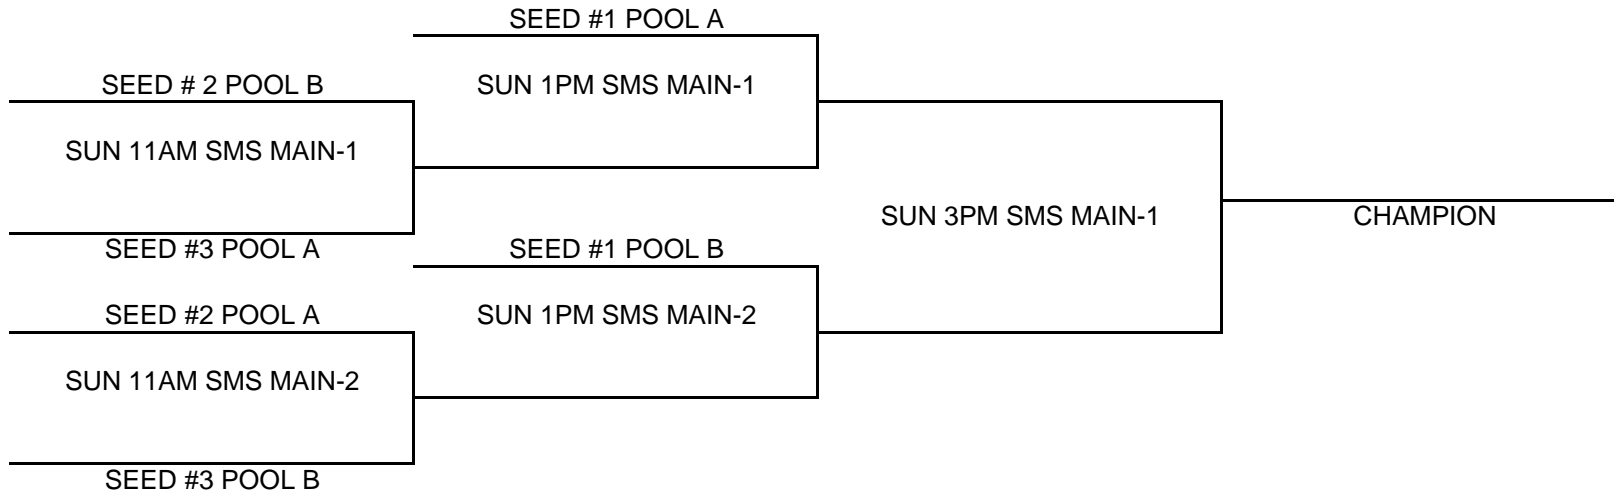 SEED #1 POOL A
SEED # 2 POOL B
SUN 1PM SMS MAIN-1
SUN 11AM SMS MAIN-1
SUN 3PM SMS MAIN-1
CHAMPION
SEED #3 POOL A
SEED #1 POOL B
SEED #2 POOL A
SUN 1PM SMS MAIN-2
SUN 11AM SMS MAIN-2
SEED #3 POOL B